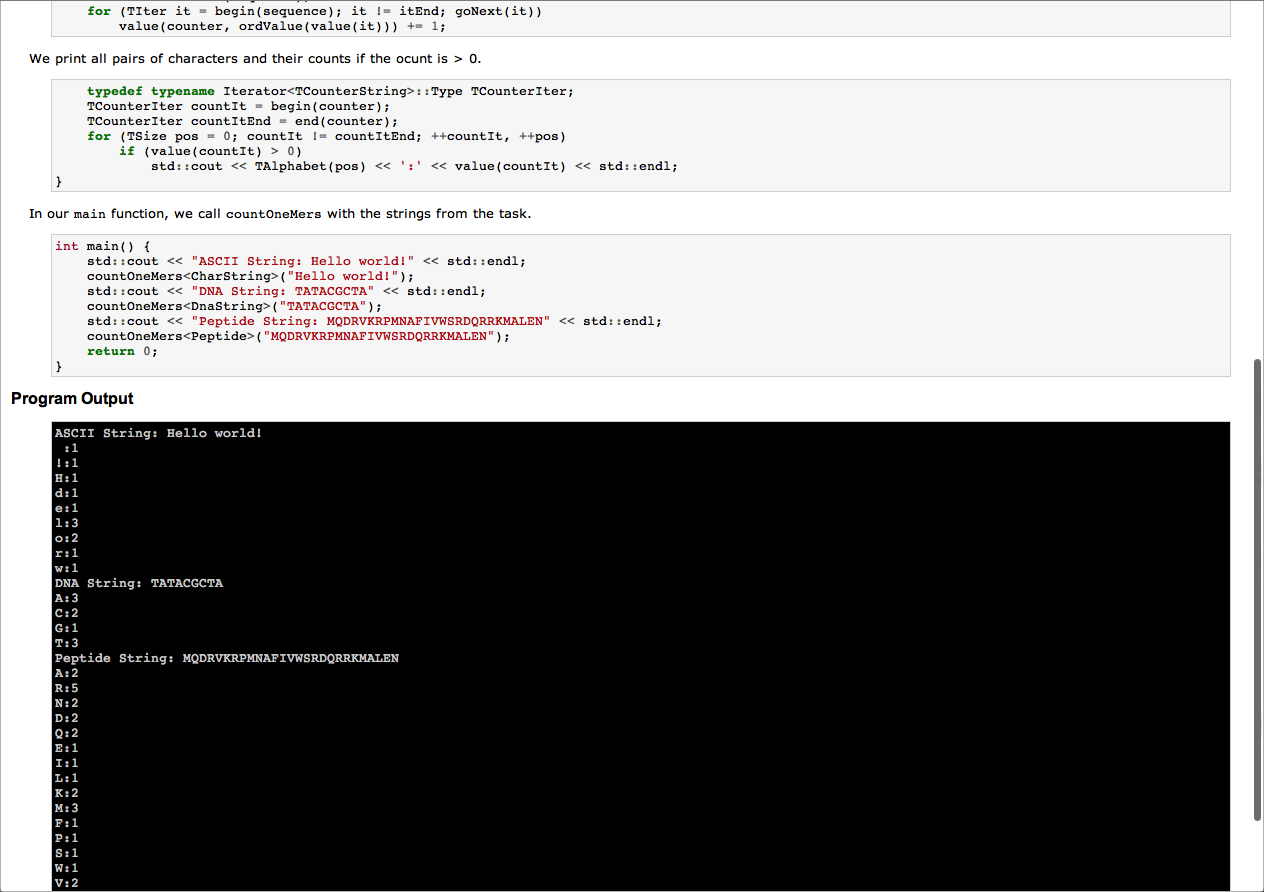 for (TIter it = begin(sequence); it != itEnd; goNext(it))
        value(counter, ordValue(value(it))) += 1;
We print all pairs of characters and their counts if the ocunt is > 0.
    typedef typename Iterator<TCounterString>::Type TCounterIter;
    TCounterIter countIt = begin(counter);
    TCounterIter countItEnd = end(counter);
    for (TSize pos = 0; countIt != countItEnd; ++countIt, ++pos)
        if (value(countIt) > 0)
            std::cout << TAlphabet(pos) << ':' << value(countIt) << std::endl;
}
In our main function, we call countOneMers with the strings from the task.
int main() {
    std::cout << "ASCII String: Hello world!" << std::endl;
    countOneMers<CharString>("Hello world!");
    std::cout << "DNA String: TATACGCTA" << std::endl;
    countOneMers<DnaString>("TATACGCTA");
    std::cout << "Peptide String: MQDRVKRPMNAFIVWSRDQRRKMALEN" << std::endl;
    countOneMers<Peptide>("MQDRVKRPMNAFIVWSRDQRRKMALEN");
    return 0;
}
Program Output
ASCII String: Hello world!
 :1
!:1
H:1
d:1
e:1
l:3
o:2
r:1
w:1
DNA String: TATACGCTA
A:3
C:2
G:1
T:3
Peptide String: MQDRVKRPMNAFIVWSRDQRRKMALEN
A:2
R:5
N:2
D:2
Q:2
E:1
I:1
L:1
K:2
M:3
F:1
P:1
S:1
W:1
V:2